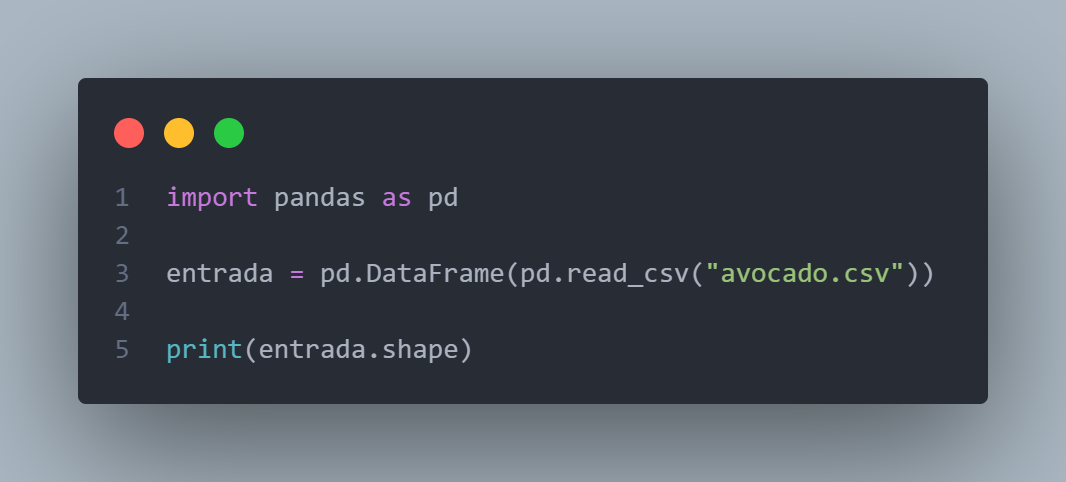 1 import pandas as pd
2
3 entrada = pd.DataFrame(pd.read_csv("avocado.csv"))
4
5 print(entrada.shape)